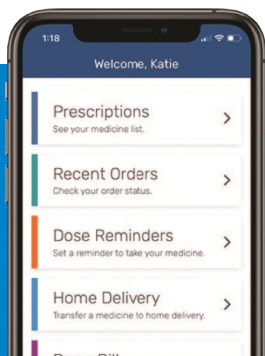 1:18
Welcome, Katie
Prescriptions
See your medicine list.
Recent Orders
Check your order status.
Dose Reminders
Set a reminder to take your medicine.
Home Delivery
Transfer a medicine to home delivery.